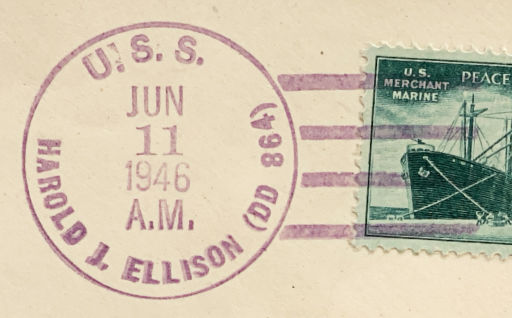 U. S. S.
JUN
11
1946
A.M.
HAROLD J. ELLISON (DD 864)
U.S.
MERCHANT
MARINE
PEACE